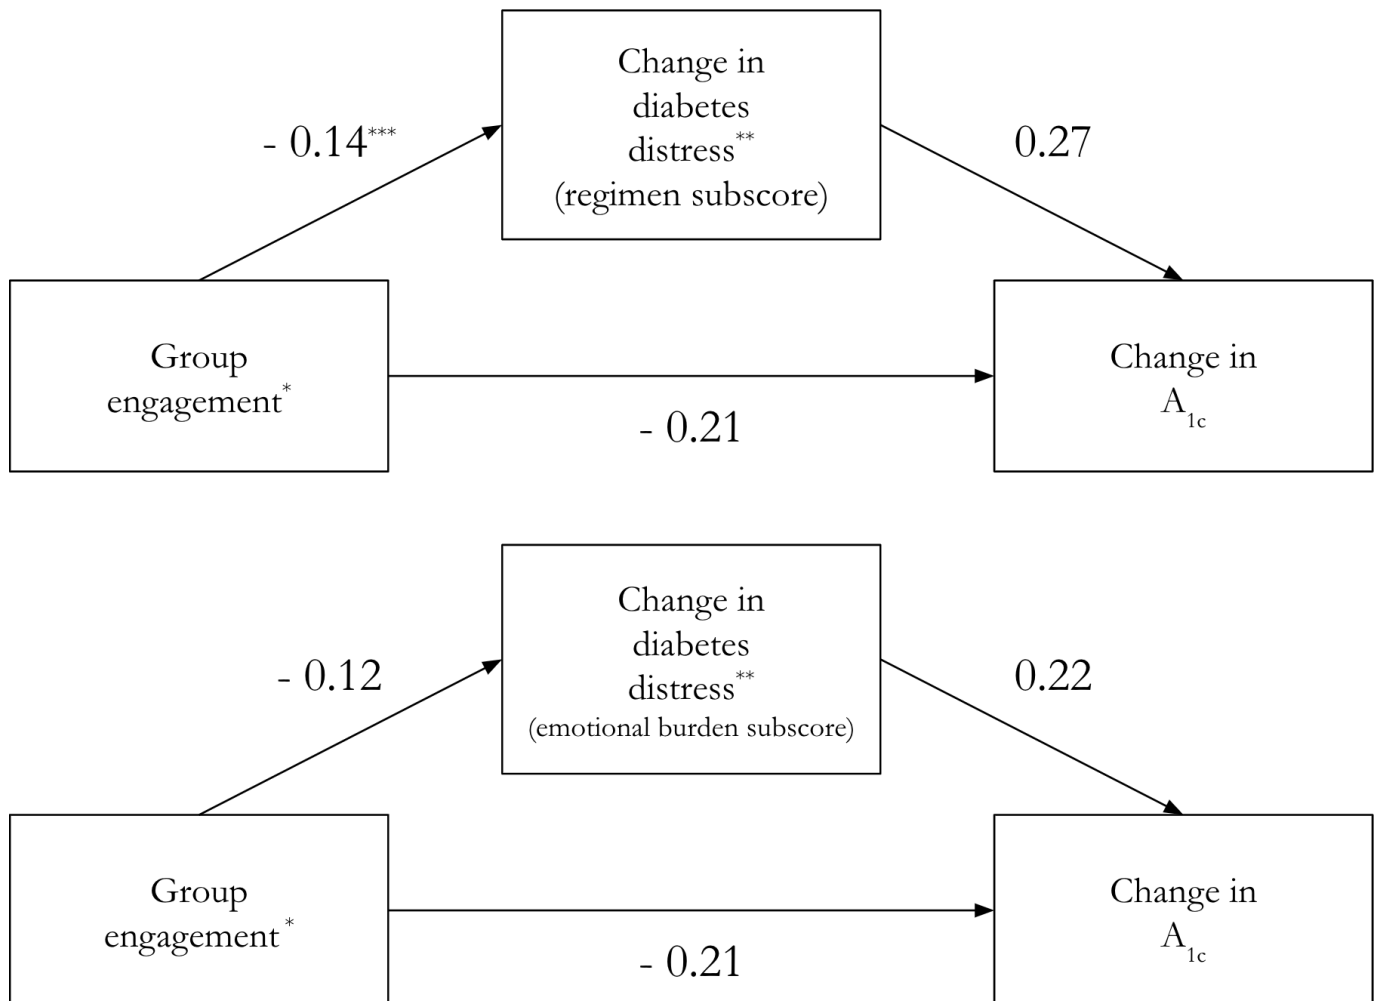 Change in
diabetes
distress**
(regimen subscore)
- 0.14***
0.27
Group
engagement*
Change in
A1c
- 0.21
Change in
diabetes
distress**
(emotional burden subscore)
- 0.12
0.22
Group
engagement*
Change in
A1c
- 0.21